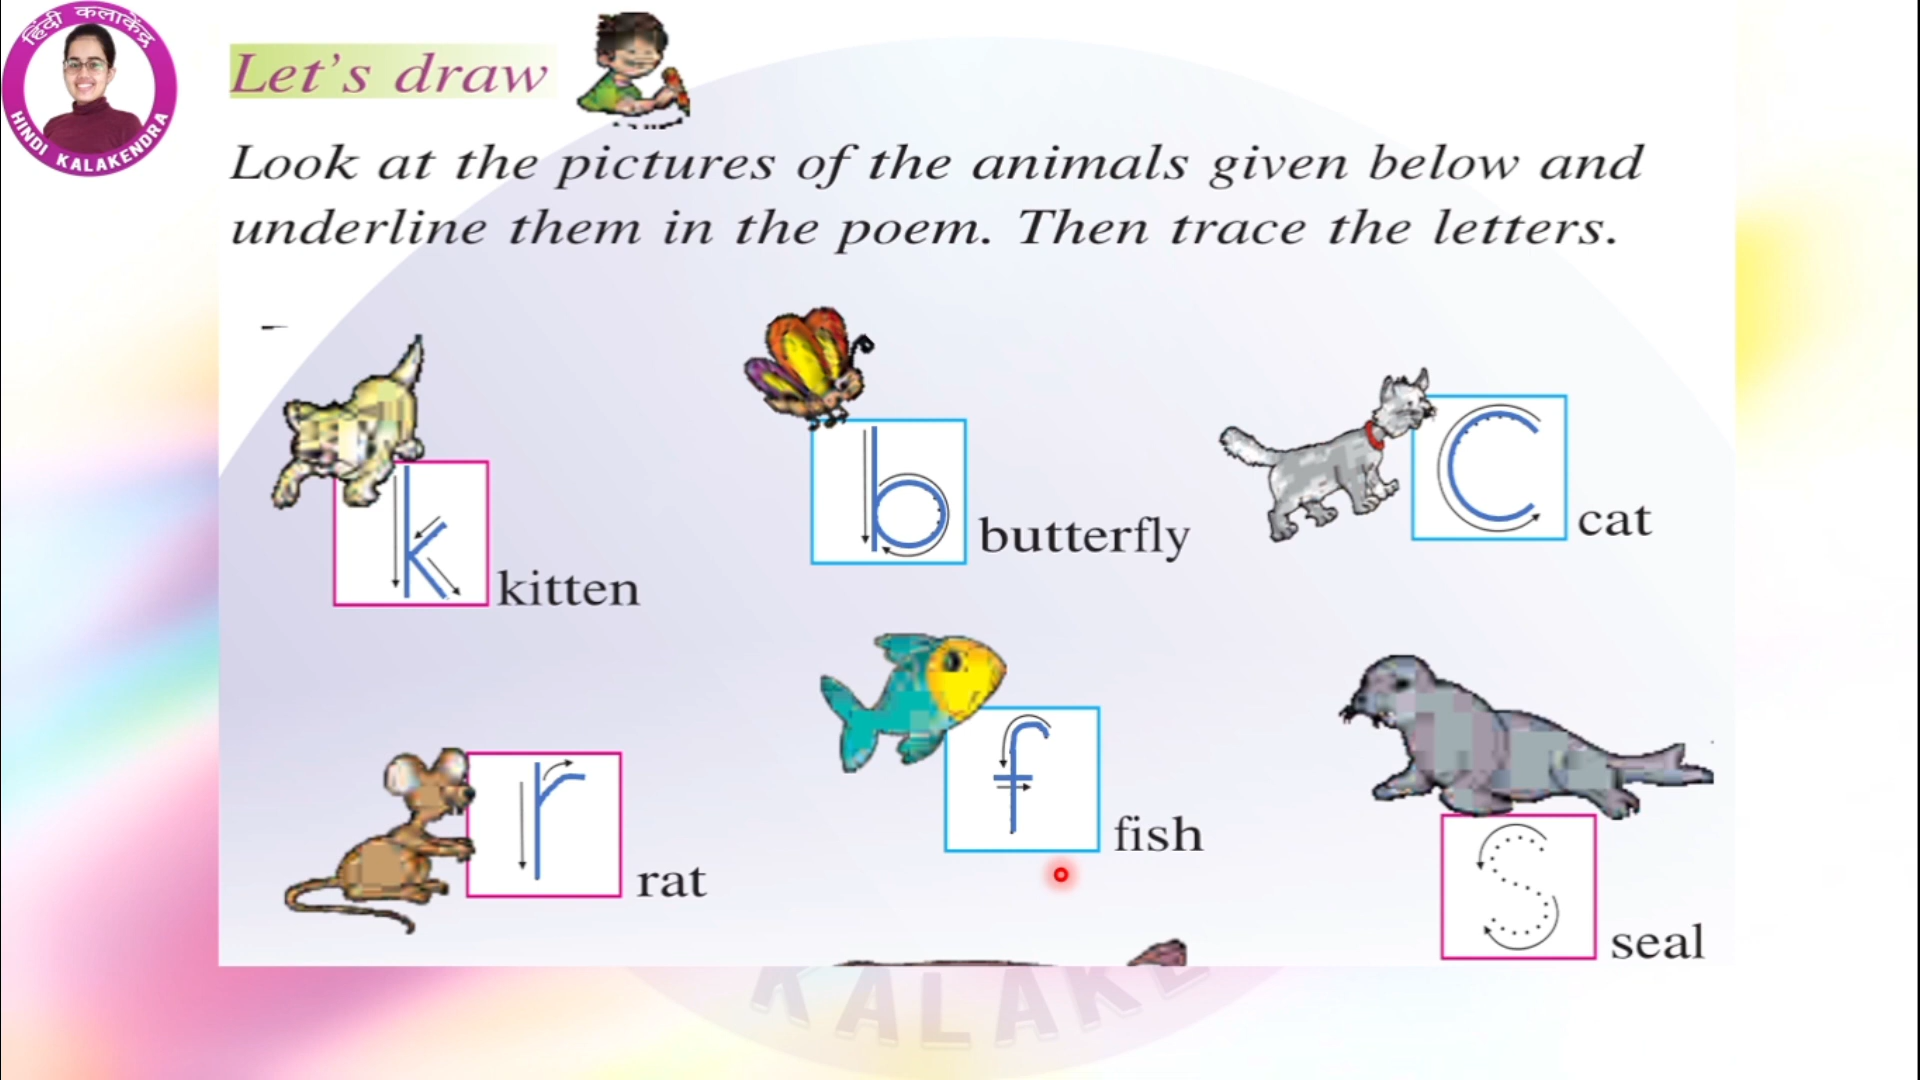 हिंदी कलाकेंद्र
HINDI KALAKENDRA
Let's draw
Look at the pictures of the animals given below and
underline them in the poem. Then trace the letters.
k kitten
b butterfly
c cat
r rat
f fish
s seal
KALAKE